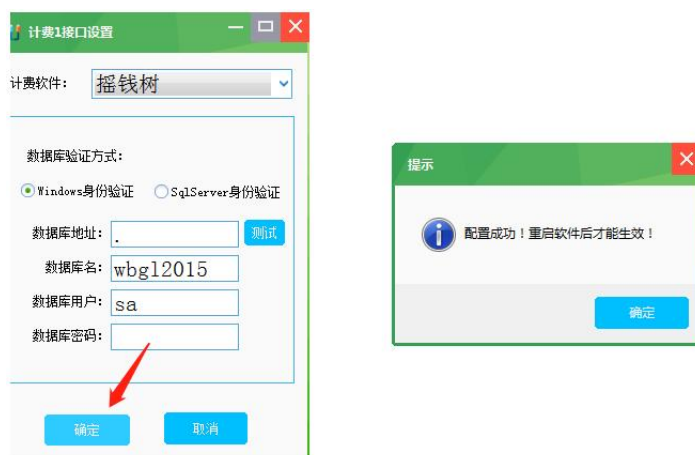 计费1接口设置
计费软件：
摇钱树
数据库验证方式：
Windows身份验证
SqlServer身份验证
数据库地址：
.
测试
数据库名：
wbgl2015
数据库用户：
sa
数据库密码：
确定
取消
提示
配置成功！重启软件后才能生效！
确定